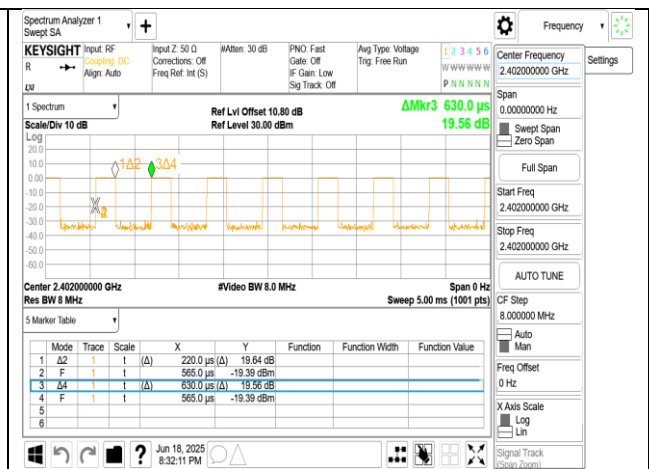 Spectrum Analyzer 1
Swept SA
+
Frequency
KEYSIGHT
R
Input: RF
Coupling: DC
Align: Auto
Input Z: 50 Ω
Corrections: Off
Freq Ref: Int (S)
#Atten: 30 dB
PNO: Fast
Gate: Off
IF Gain: Low
Sig Track: Off
Avg Type: Voltage
Trig: Free Run
1 2 3 4 5 6
W W W W W W
P N N N N N
LXI
Center Frequency
2.402000000 GHz
Settings
Span
0.00000000 Hz
Swept Span
Zero Span
Full Span
Start Freq
2.402000000 GHz
Stop Freq
2.402000000 GHz
AUTO TUNE
CF Step
8.000000 MHz
Auto
Man
Freq Offset
0 Hz
X Axis Scale
Log
Lin
Signal Track
(Span Zoom)
1 Spectrum
Scale/Div 10 dB
Log
Ref Lvl Offset 10.80 dB
Ref Level 30.00 dBm
ΔMkr3 630.0 µs
19.56 dB
20.0
10.0
0.00
-10.0
-20.0
-30.0
-40.0
-50.0
-60.0
1Δ2
3Δ4
Center 2.402000000 GHz
Res BW 8 MHz
#Video BW 8.0 MHz
Span 0 Hz
Sweep 5.00 ms (1001 pts)
5 Marker Table
Mode Trace Scale X Y Function Function Width Function Value
1 Δ2 1 t (Δ) 220.0 µs (Δ) 19.64 dB
2 F 1 t 565.0 µs -19.39 dBm
3 Δ4 1 t (Δ) 630.0 µs (Δ) 19.56 dB
4 F 1 t 565.0 µs -19.39 dBm
5
6
?
Jun 18, 2025
8:32:11 PM